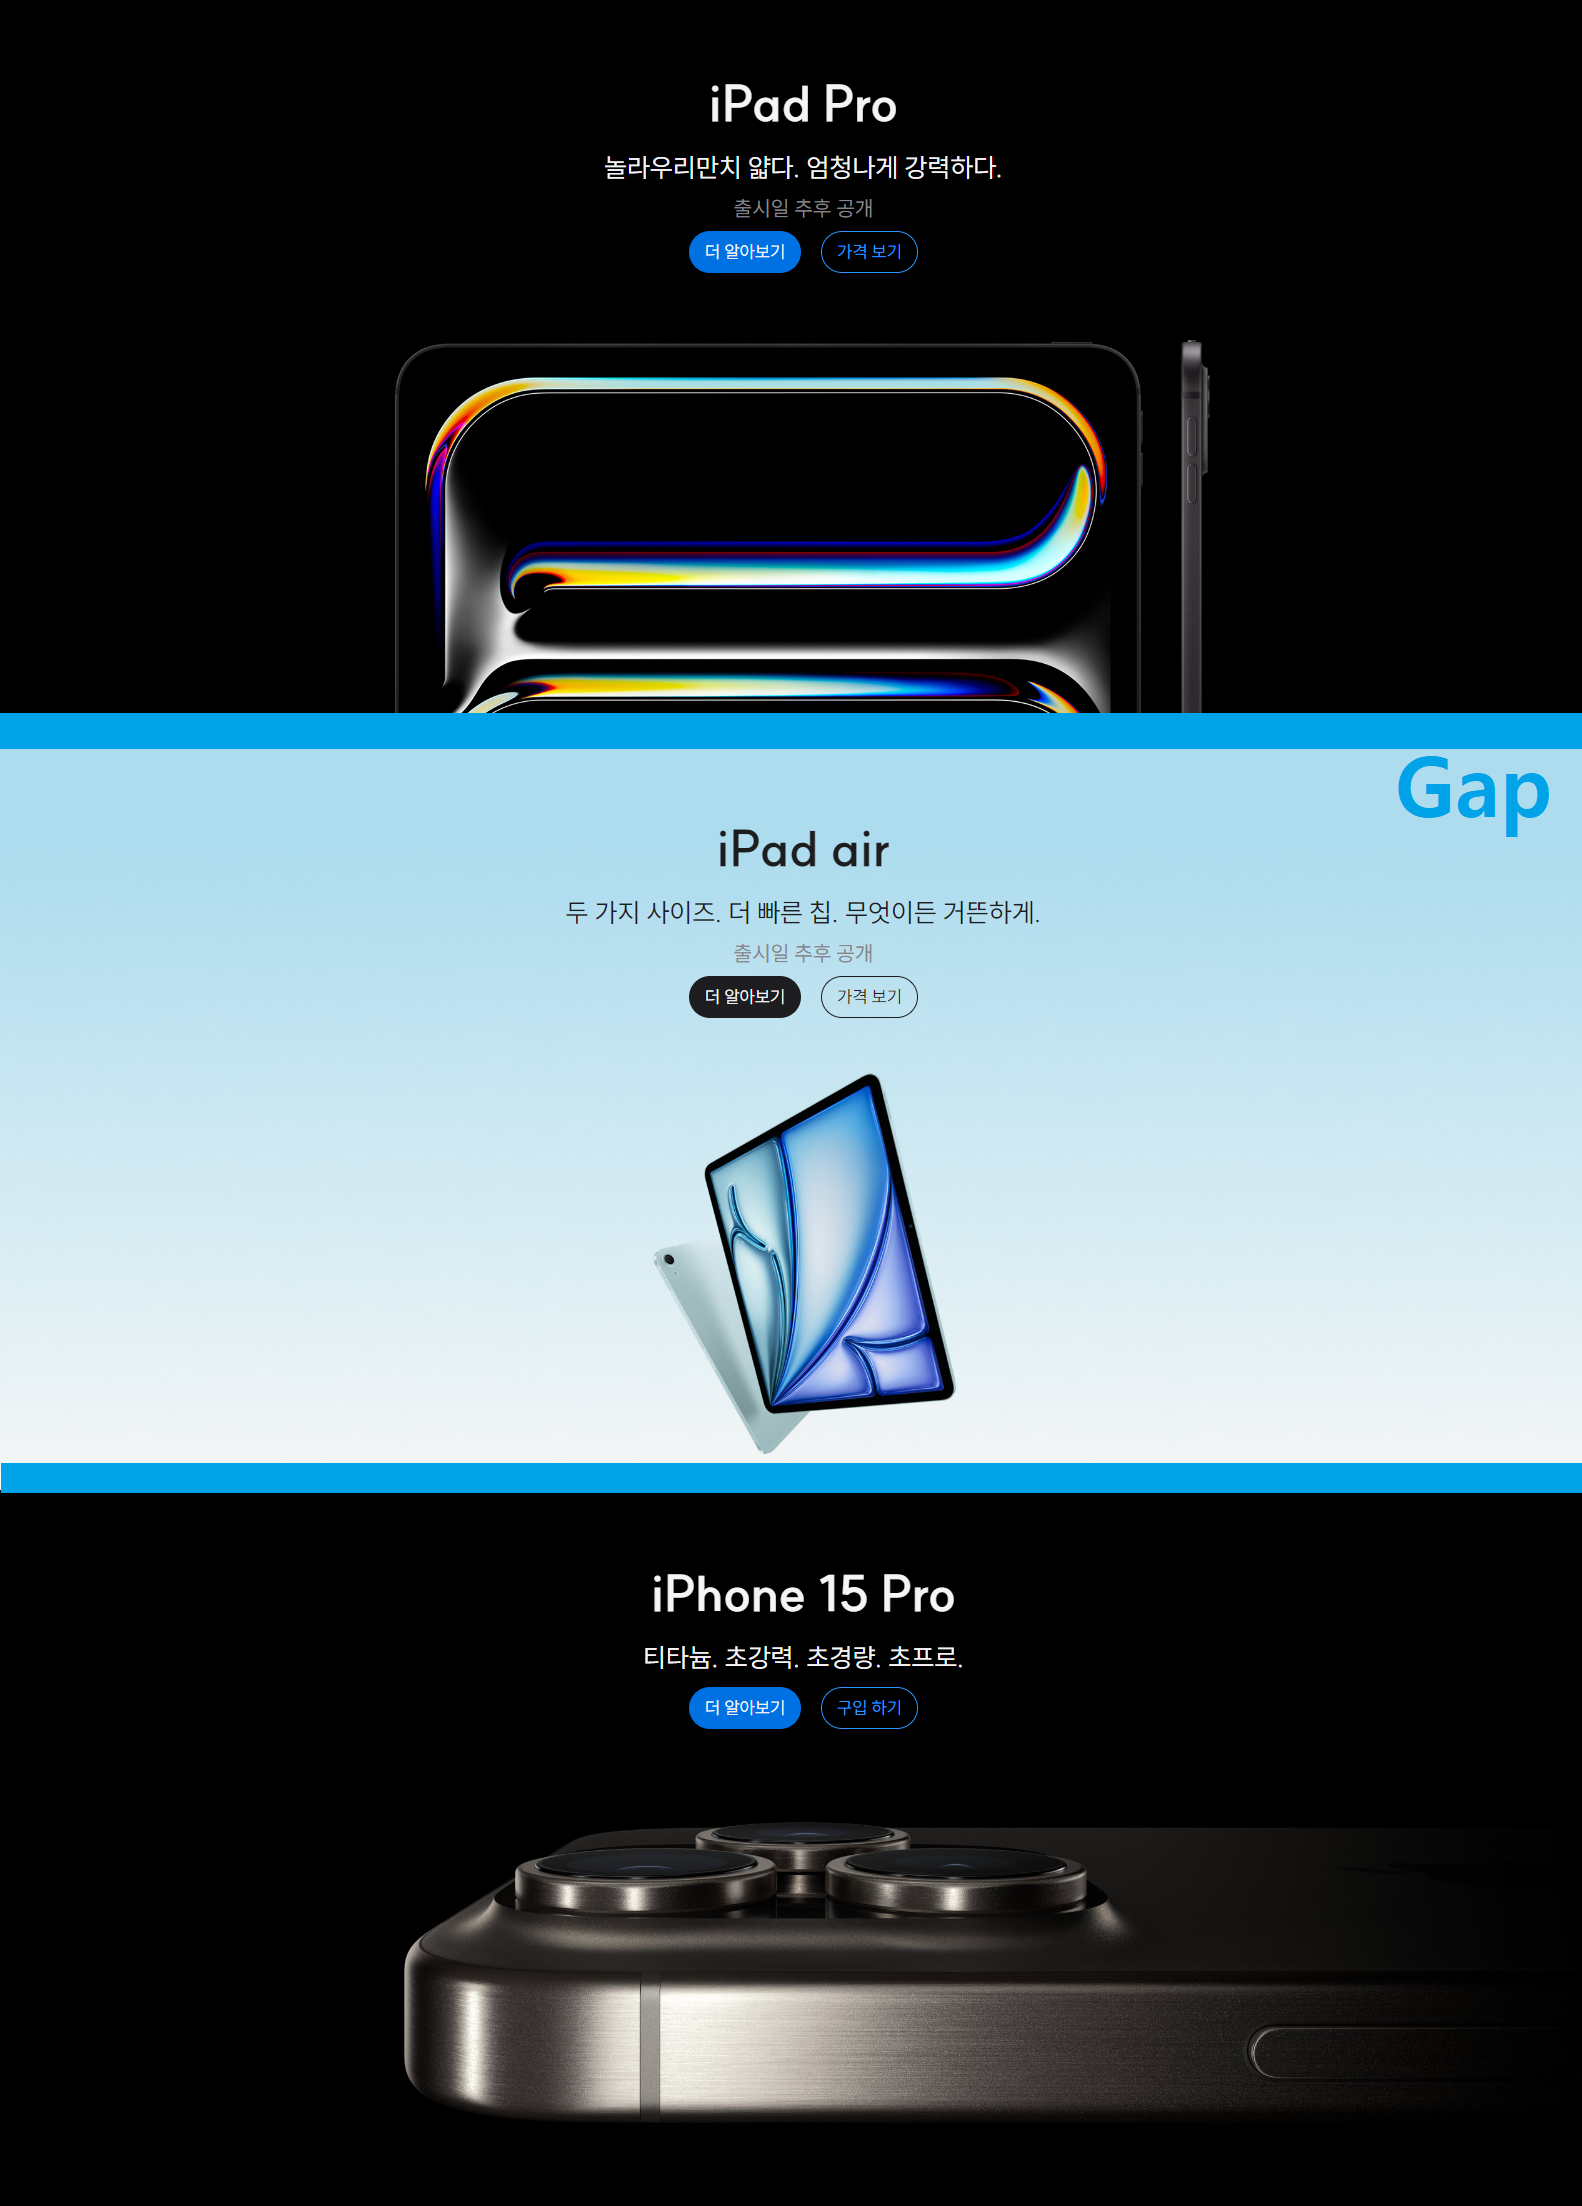 iPad Pro
놀라우리만치 얇다. 엄청나게 강력하다.
출시일 추후 공개
더 알아보기 가격 보기
Gap
iPad air
두 가지 사이즈. 더 빠른 칩. 무엇이든 거뜬하게.
출시일 추후 공개
더 알아보기 가격 보기
iPhone 15 Pro
티타늄. 초강력. 초경량. 초프로.
더 알아보기 구입 하기